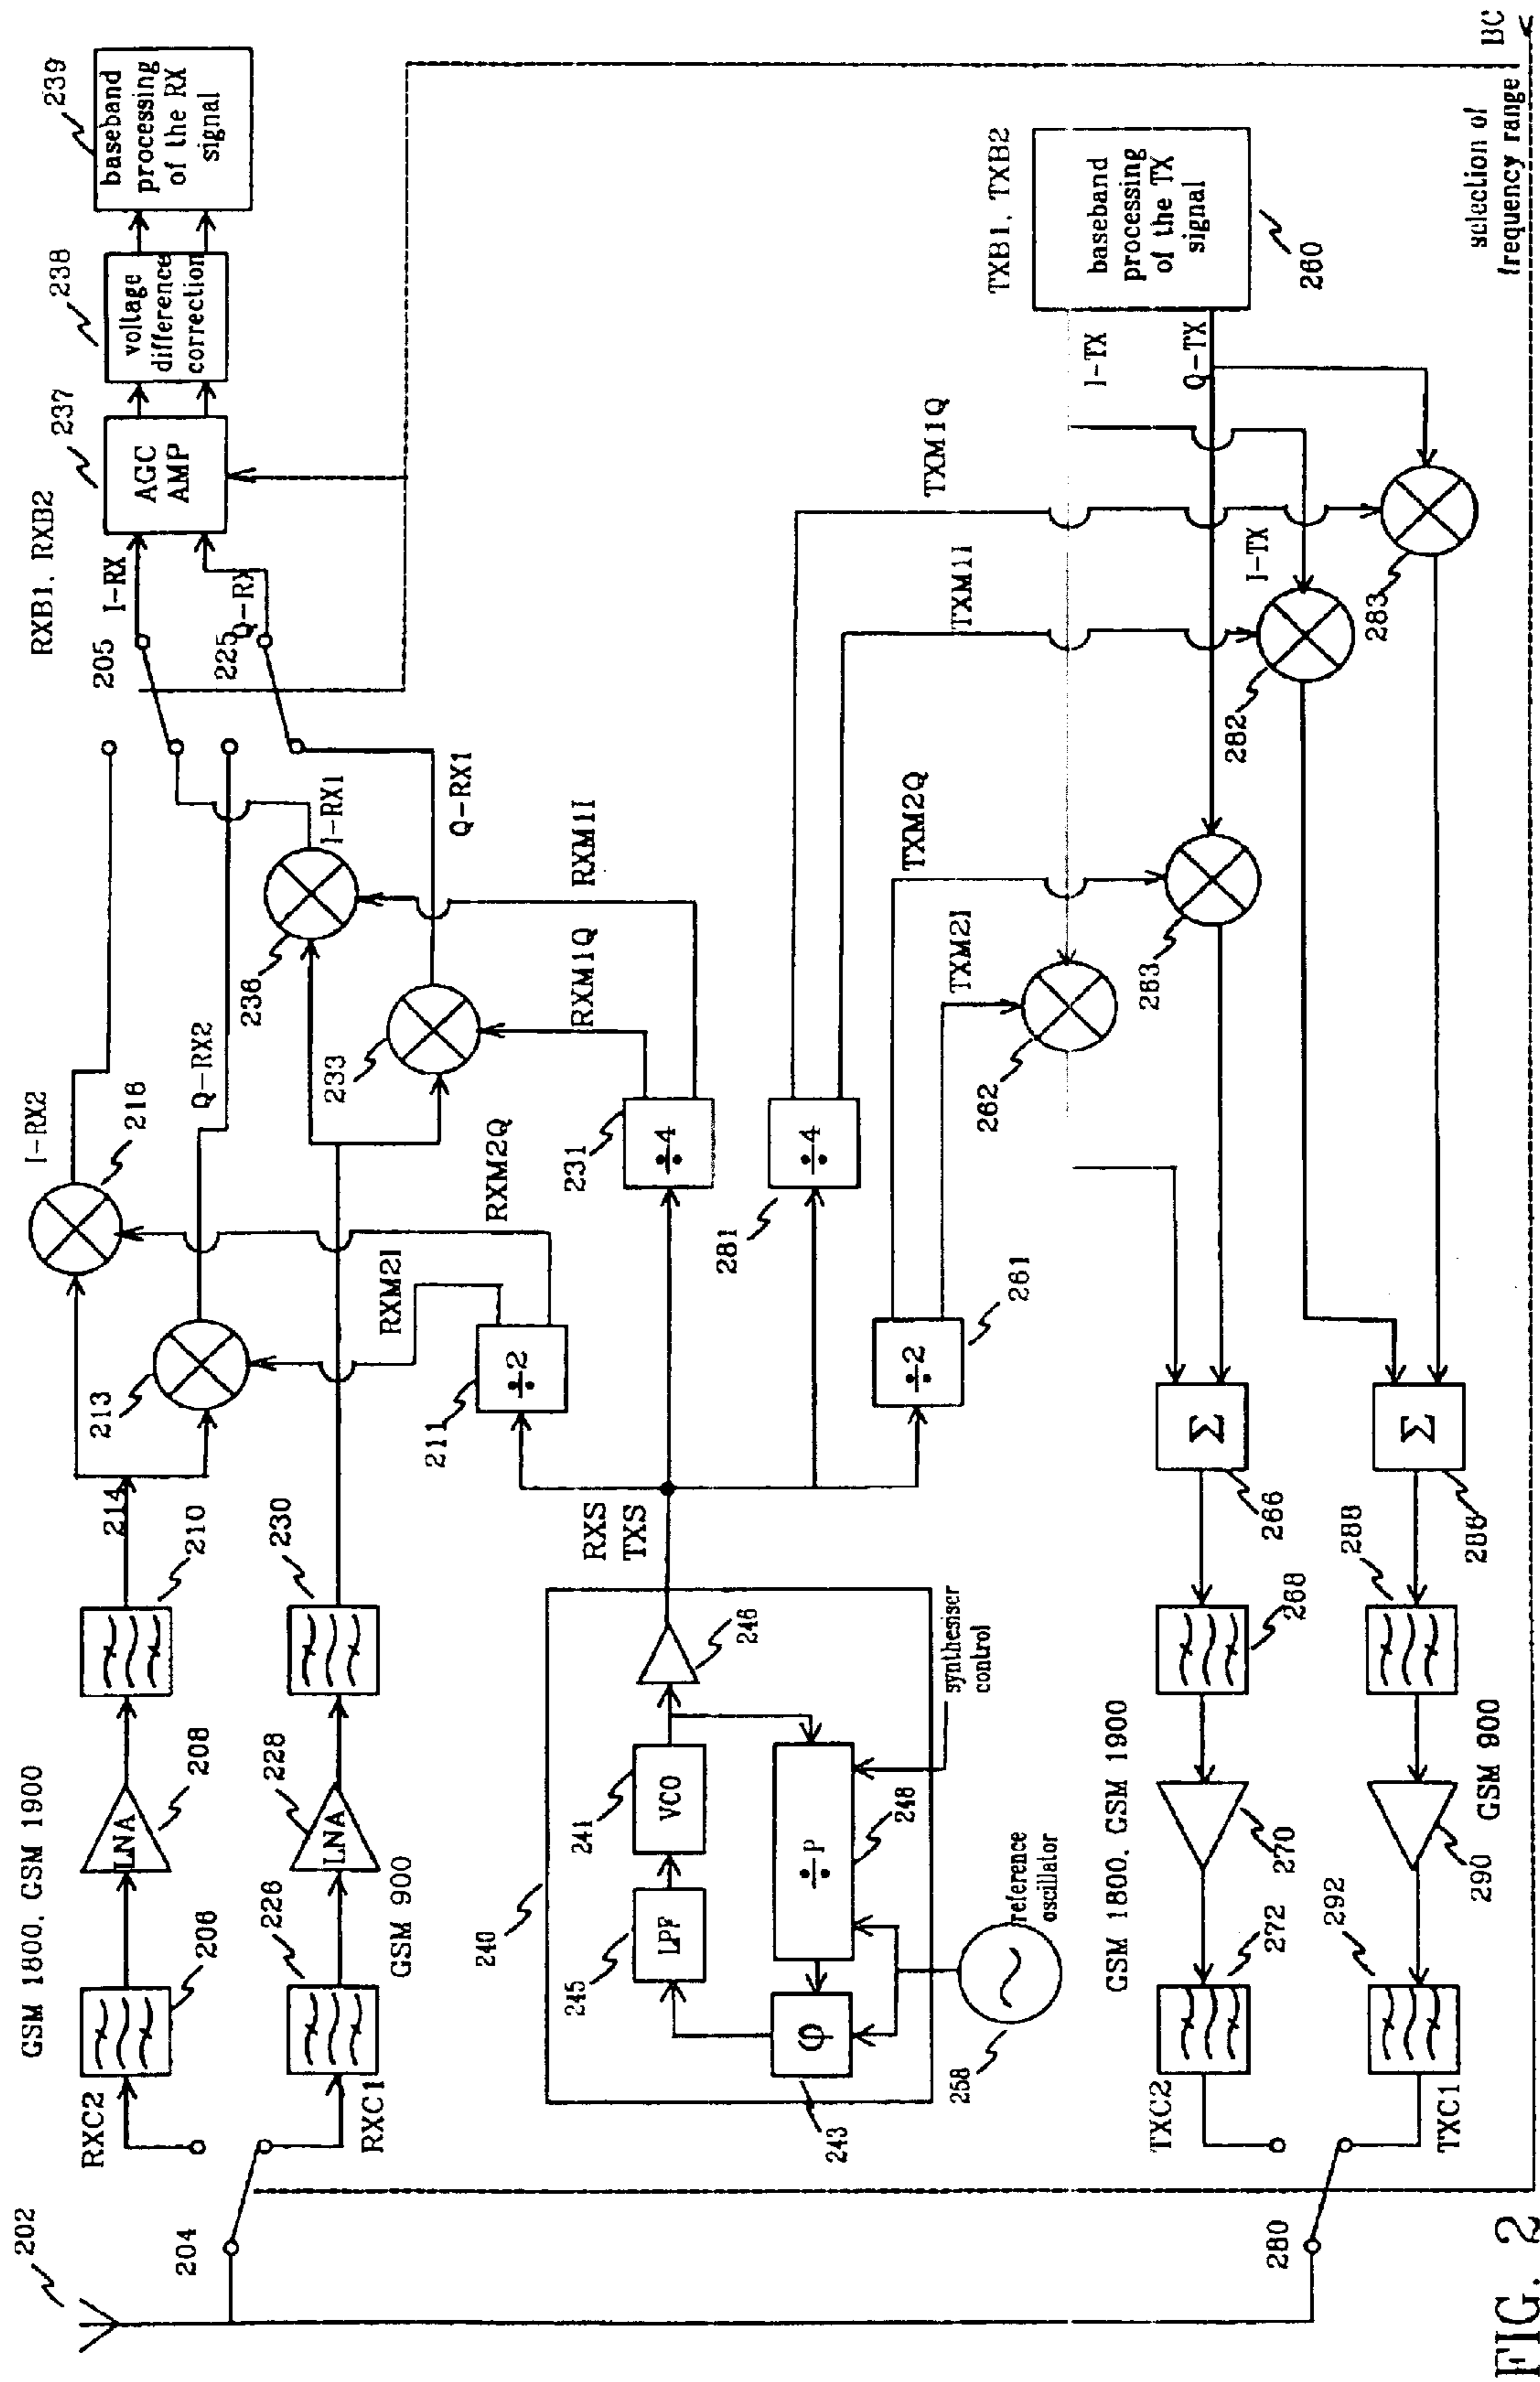 202
204
RXC2
GSM 1800, GSM 1900
206
LNA
208
210
214
213
216
I-RX2
Q-RX2
RXB1, RXB2
205
I-RX
225
Q-RX
237
AGC
AMP
238
voltage
difference
correction
239
baseband
processing
of the RX
signal
RXC1
226
GSM 900
LNA
228
230
233
236
I-RX1
Q-RX1
RXM2I
RXM2Q
RXM1Q
RXM1I
211
÷2
231
÷4
RXS
TXS
240
241
VCO
245
LPF
246
÷P
248
243
φ
synthesiser
control
258
reference
oscillator
281
÷4
261
÷2
TXM2I
TXM2Q
TXM1I
TXM1Q
TXB1, TXB2
baseband
processing
of the TX
signal
260
I-TX
Q-TX
I-TX
262
263
282
283
Σ
266
Σ
286
268
288
270
290
GSM 1800, GSM 1900
GSM 900
272
292
TXC2
TXC1
280
selection of
frequency range
BC
FIG. 2